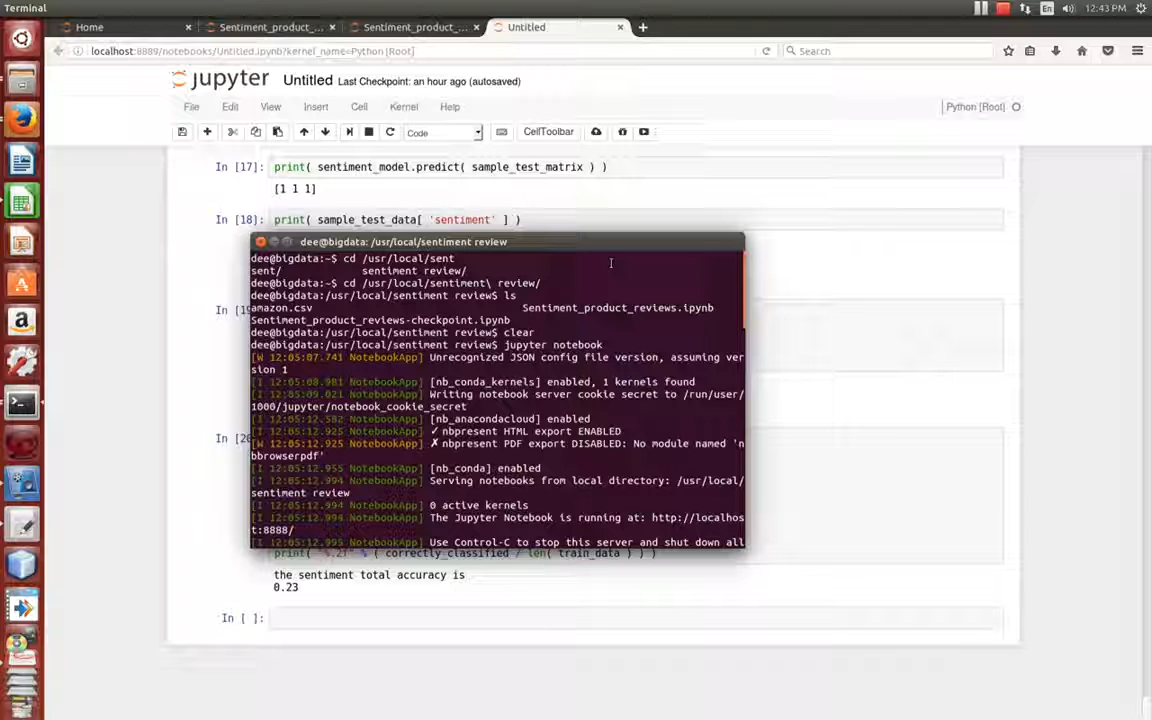 Terminal
En
12:43 PM
Home
Sentiment_product_...
Sentiment_product_...
Untitled
localhost:8889/notebooks/Untitled.ipynb?kernel_name=Python [Root]
Search
jupyter Untitled Last Checkpoint: an hour ago (autosaved)
File Edit View Insert Cell Kernel Help
Python [Root]
Code
CellToolbar
In [17]: print( sentiment_model.predict( sample_test_matrix ) )
[1 1 1]
In [18]: print( sample_test_data[ 'sentiment' ] )
dee@bigdata: /usr/local/sentiment review
dee@bigdata:~$ cd /usr/local/sent
sent/ sentiment review/
dee@bigdata:~$ cd /usr/local/sentiment\ review/
dee@bigdata:/usr/local/sentiment review$ ls
amazon.csv Sentiment_product_reviews.ipynb
Sentiment_product_reviews-checkpoint.ipynb
dee@bigdata:/usr/local/sentiment review$ clear
dee@bigdata:/usr/local/sentiment review$ jupyter notebook
[W 12:05:07.741 NotebookApp] Unrecognized JSON config file version, assuming ver
sion 1
[I 12:05:08.981 NotebookApp] [nb_conda_kernels] enabled, 1 kernels found
[I 12:05:09.021 NotebookApp] Writing notebook server cookie secret to /run/user/
1000/jupyter/notebook_cookie_secret
[I 12:05:12.582 NotebookApp] [nb_anacondacloud] enabled
[I 12:05:12.925 NotebookApp] ✓ nbpresent HTML export ENABLED
[W 12:05:12.925 NotebookApp] ✗ nbpresent PDF export DISABLED: No module named 'n
bbrowserpdf'
[I 12:05:12.955 NotebookApp] [nb_conda] enabled
[I 12:05:12.994 NotebookApp] Serving notebooks from local directory: /usr/local/
sentiment review
[I 12:05:12.994 NotebookApp] 0 active kernels
[I 12:05:12.994 NotebookApp] The Jupyter Notebook is running at: http://localhos
t:8888/
[I 12:05:12.995 NotebookApp] Use Control-C to stop this server and shut down all
In [19
In [20
print( "%.2f" % ( correctly_classified / len( train_data ) ) )
the sentiment total accuracy is
0.23
In [ ]: